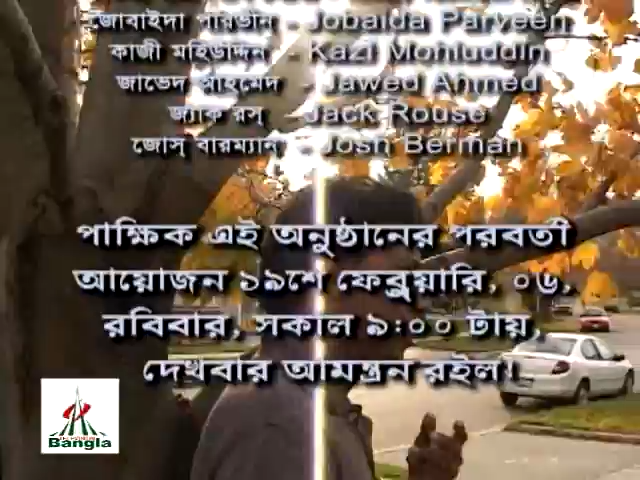 জোবাইদা পারভীন - Jobaida Parveen
কাজী মহিউদ্দিন - Kazi Mohiuddin
জাভেদ আহমেদ - Jawed Ahmed
জ্যাক রস্ - Jack Rouse
জোস্ বারম্যান - Josh Berman
পাক্ষিক এই অনুষ্ঠানের পরবর্তী
আয়োজন ১৯শে ফেব্রুয়ারি, ০৬,
রবিবার, সকাল ৯:০০ টায়,
দেখবার আমন্ত্রন রইল!
Bangla